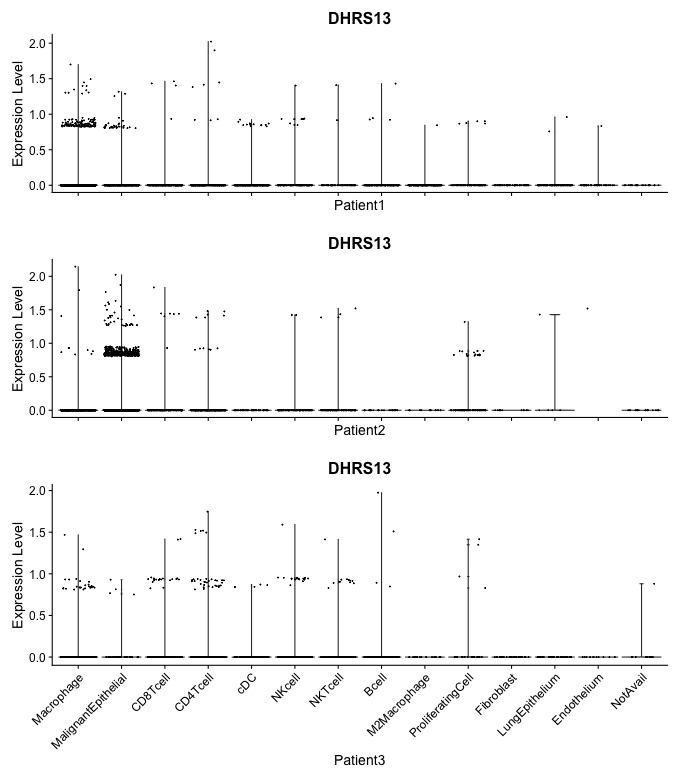 DHRS13
Expression Level
2.0
1.5
1.0
0.5
0.0
Patient1
DHRS13
Expression Level
2.0
1.5
1.0
0.5
0.0
Patient2
DHRS13
Expression Level
2.0
1.5
1.0
0.5
0.0
Macrophage
MalignantEpithelial
CD8Tcell
CD4Tcell
cDC
NKcell
NKTcell
Bcell
M2Macrophage
ProliferatingCell
Fibroblast
LungEpithelium
Endothelium
NotAvail
Patient3